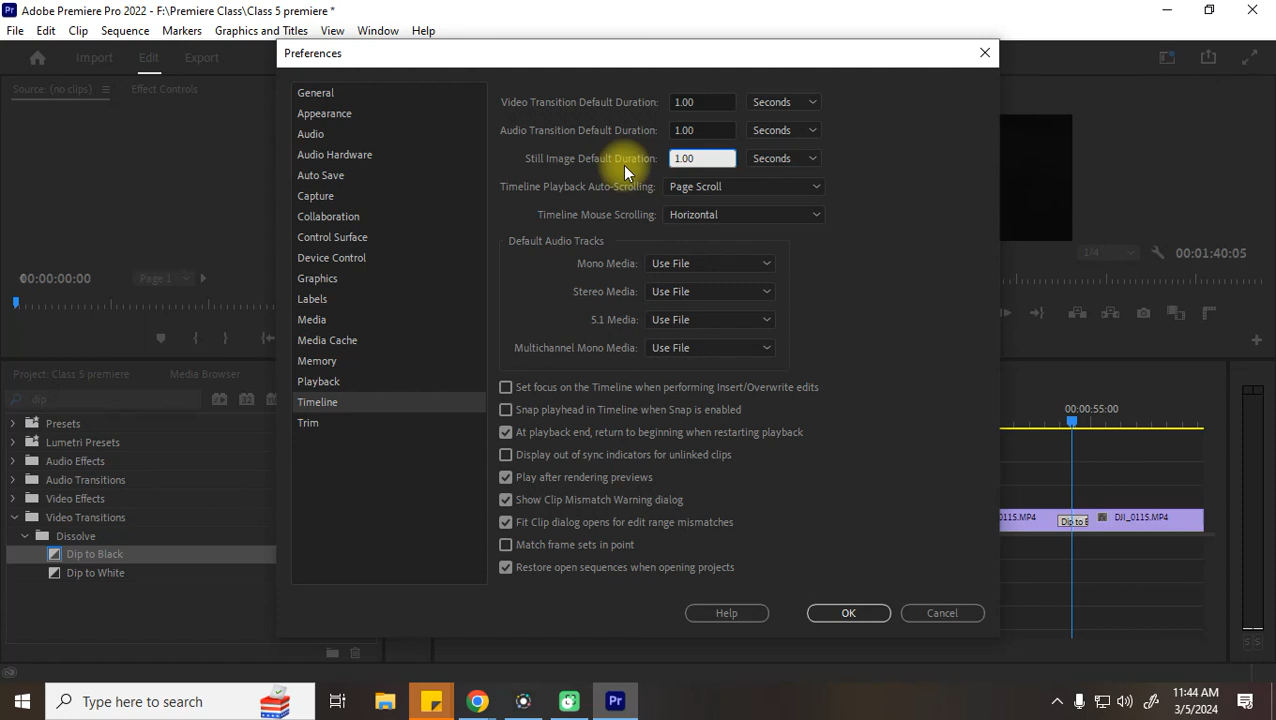 Adobe Premiere Pro 2022 - F:\Premiere Class\Class 5 premiere *
File Edit Clip Sequence Markers Graphics and Titles View Window Help
Import Edit Export
Preferences
Source: (no clips) Effect Controls
General
Appearance
Audio
Audio Hardware
Auto Save
Capture
Collaboration
Control Surface
Device Control
Graphics
Labels
Media
Media Cache
Memory
Playback
Timeline
Trim
Video Transition Default Duration: 1.00 Seconds
Audio Transition Default Duration: 1.00 Seconds
Still Image Default Duration: 1.00 Seconds
Timeline Playback Auto-Scrolling: Page Scroll
Timeline Mouse Scrolling: Horizontal
Default Audio Tracks
Mono Media: Use File
Stereo Media: Use File
5.1 Media: Use File
Multichannel Mono Media: Use File
Set focus on the Timeline when performing Insert/Overwrite edits
Snap playhead in Timeline when Snap is enabled
At playback end, return to beginning when restarting playback
Display out of sync indicators for unlinked clips
Play after rendering previews
Show Clip Mismatch Warning dialog
Fit Clip dialog opens for edit range mismatches
Match frame sets in point
Restore open sequences when opening projects
Help OK Cancel
00:00:00:00 Page 1
1/4 00:01:40:05
Project: Class 5 premiere Media Browser
dip
Presets
Lumetri Presets
Audio Effects
Audio Transitions
Video Effects
Video Transitions
Dissolve
Dip to Black
Dip to White
00:00:55:00
011S.MP4 Dip to B DJI_011S.MP4
S S
Type here to search
11:44 AM
3/5/2024